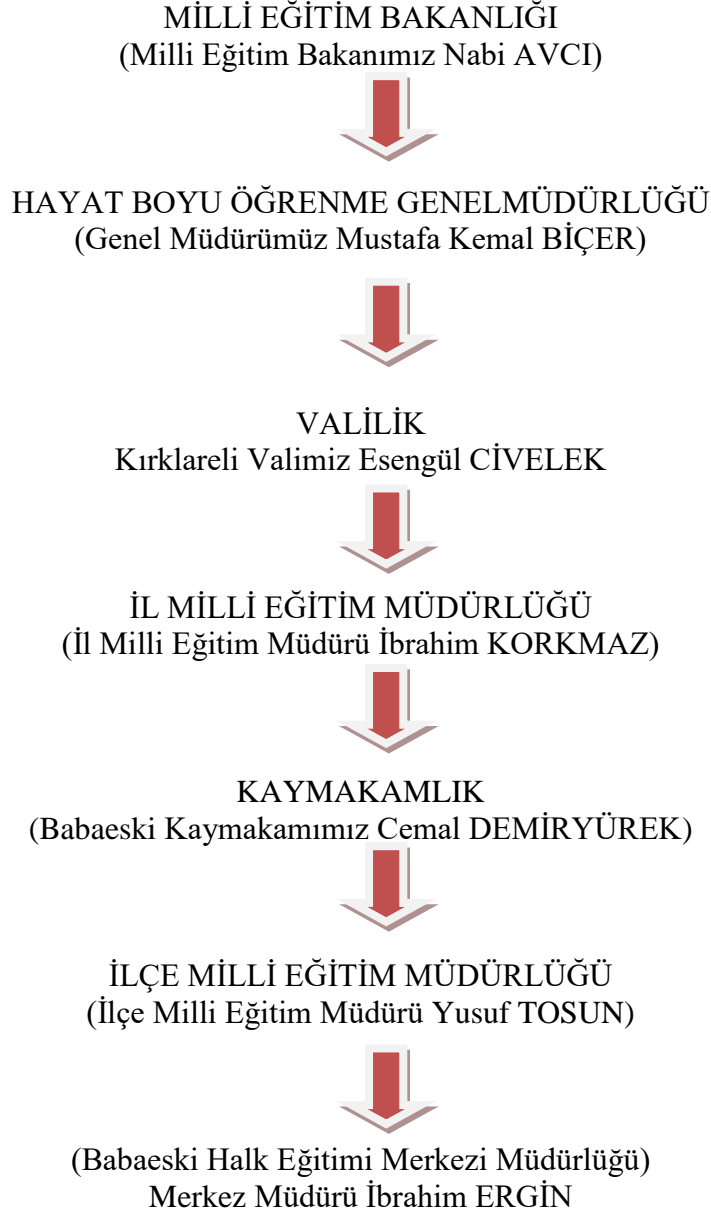 MİLLİ EĞİTİM BAKANLIĞI
(Milli Eğitim Bakanımız Nabi AVCI)
HAYAT BOYU ÖĞRENME GENELMÜDÜRLÜĞÜ
(Genel Müdürümüz Mustafa Kemal BİÇER)
VALİLİK
Kırklareli Valimiz Esengül CİVELEK
İL MİLLİ EĞİTİM MÜDÜRLÜĞÜ
(İl Milli Eğitim Müdürü İbrahim KORKMAZ)
KAYMAKAMLIK
(Babaeski Kaymakamımız Cemal DEMİRYÜREK)
İLÇE MİLLİ EĞİTİM MÜDÜRLÜĞÜ
(İlçe Milli Eğitim Müdürü Yusuf TOSUN)
(Babaeski Halk Eğitimi Merkezi Müdürlüğü)
Merkez Müdürü İbrahim ERGİN